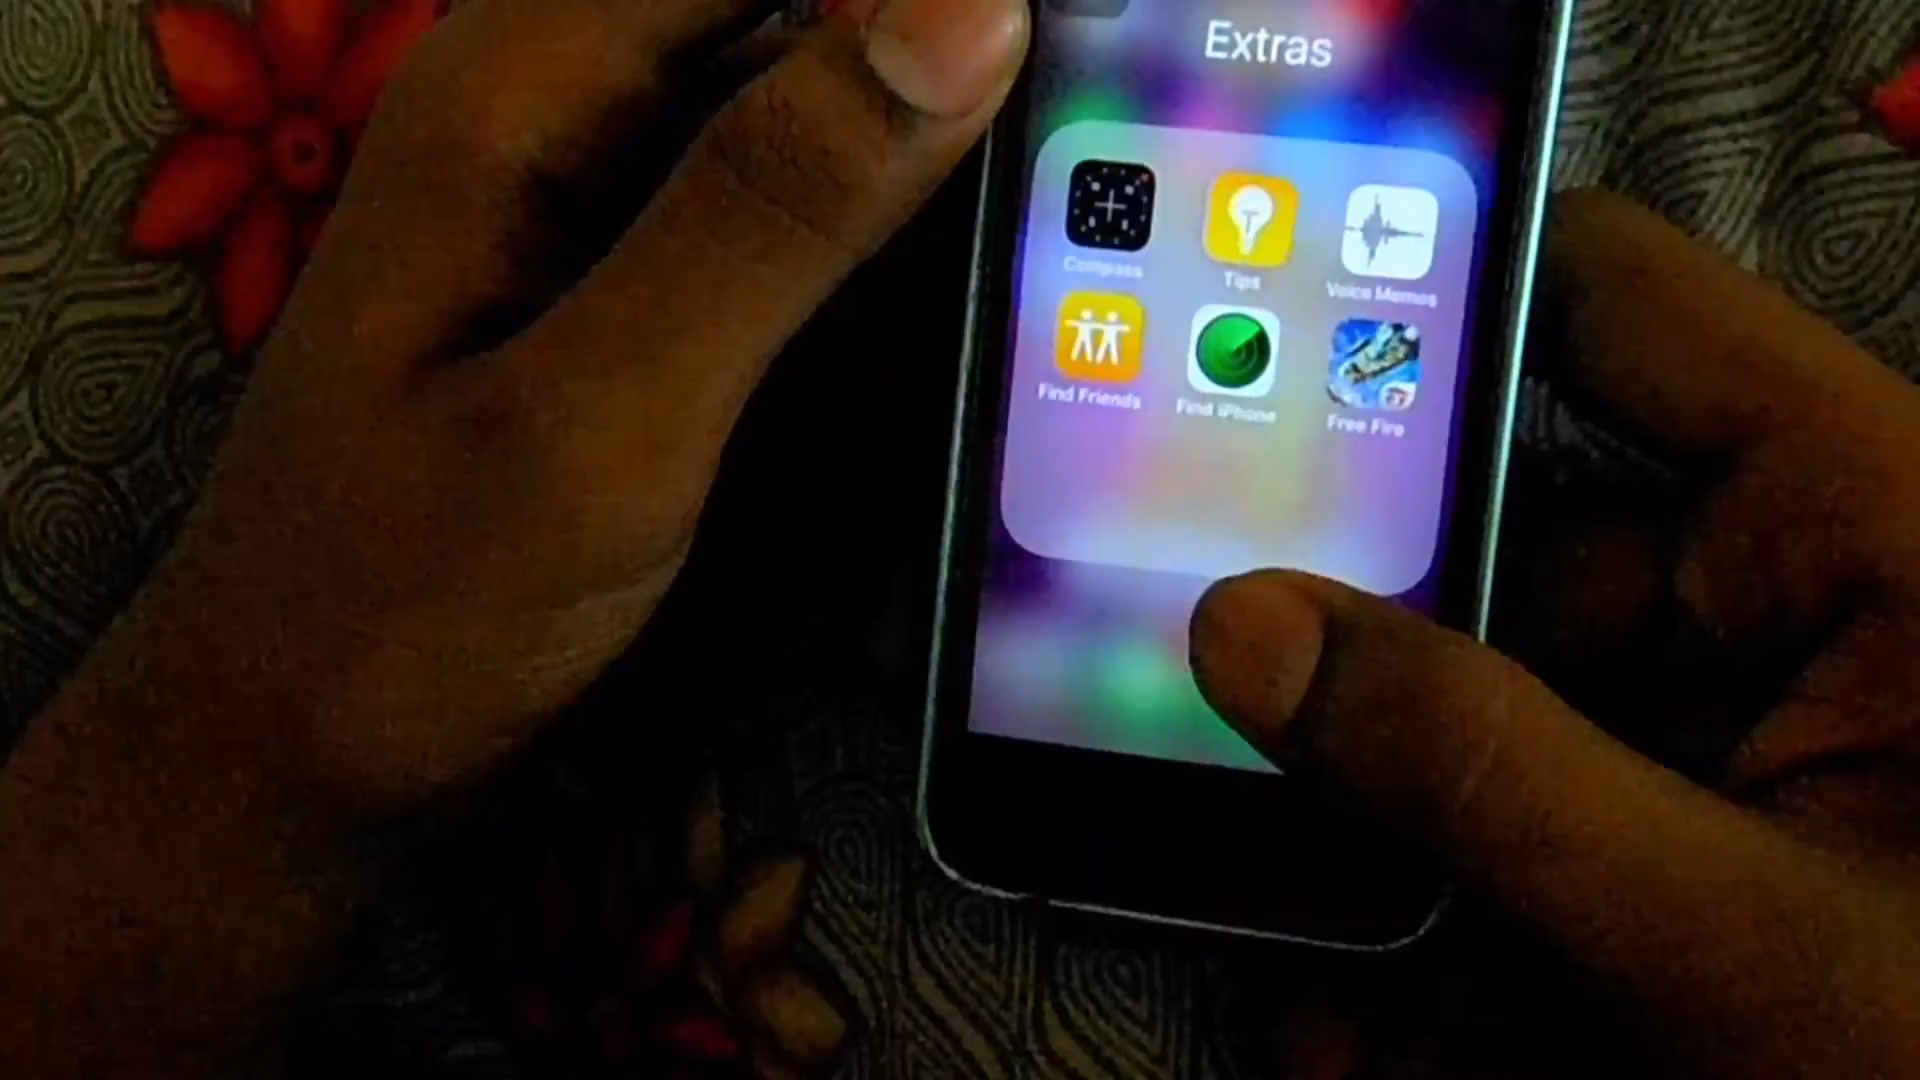 Extras
Compass
Tips
Voice Memos
Find Friends
Find iPhone
Free Fire